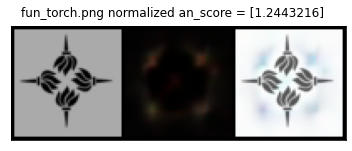 fun_torch.png normalized an_score = [1.2443216]